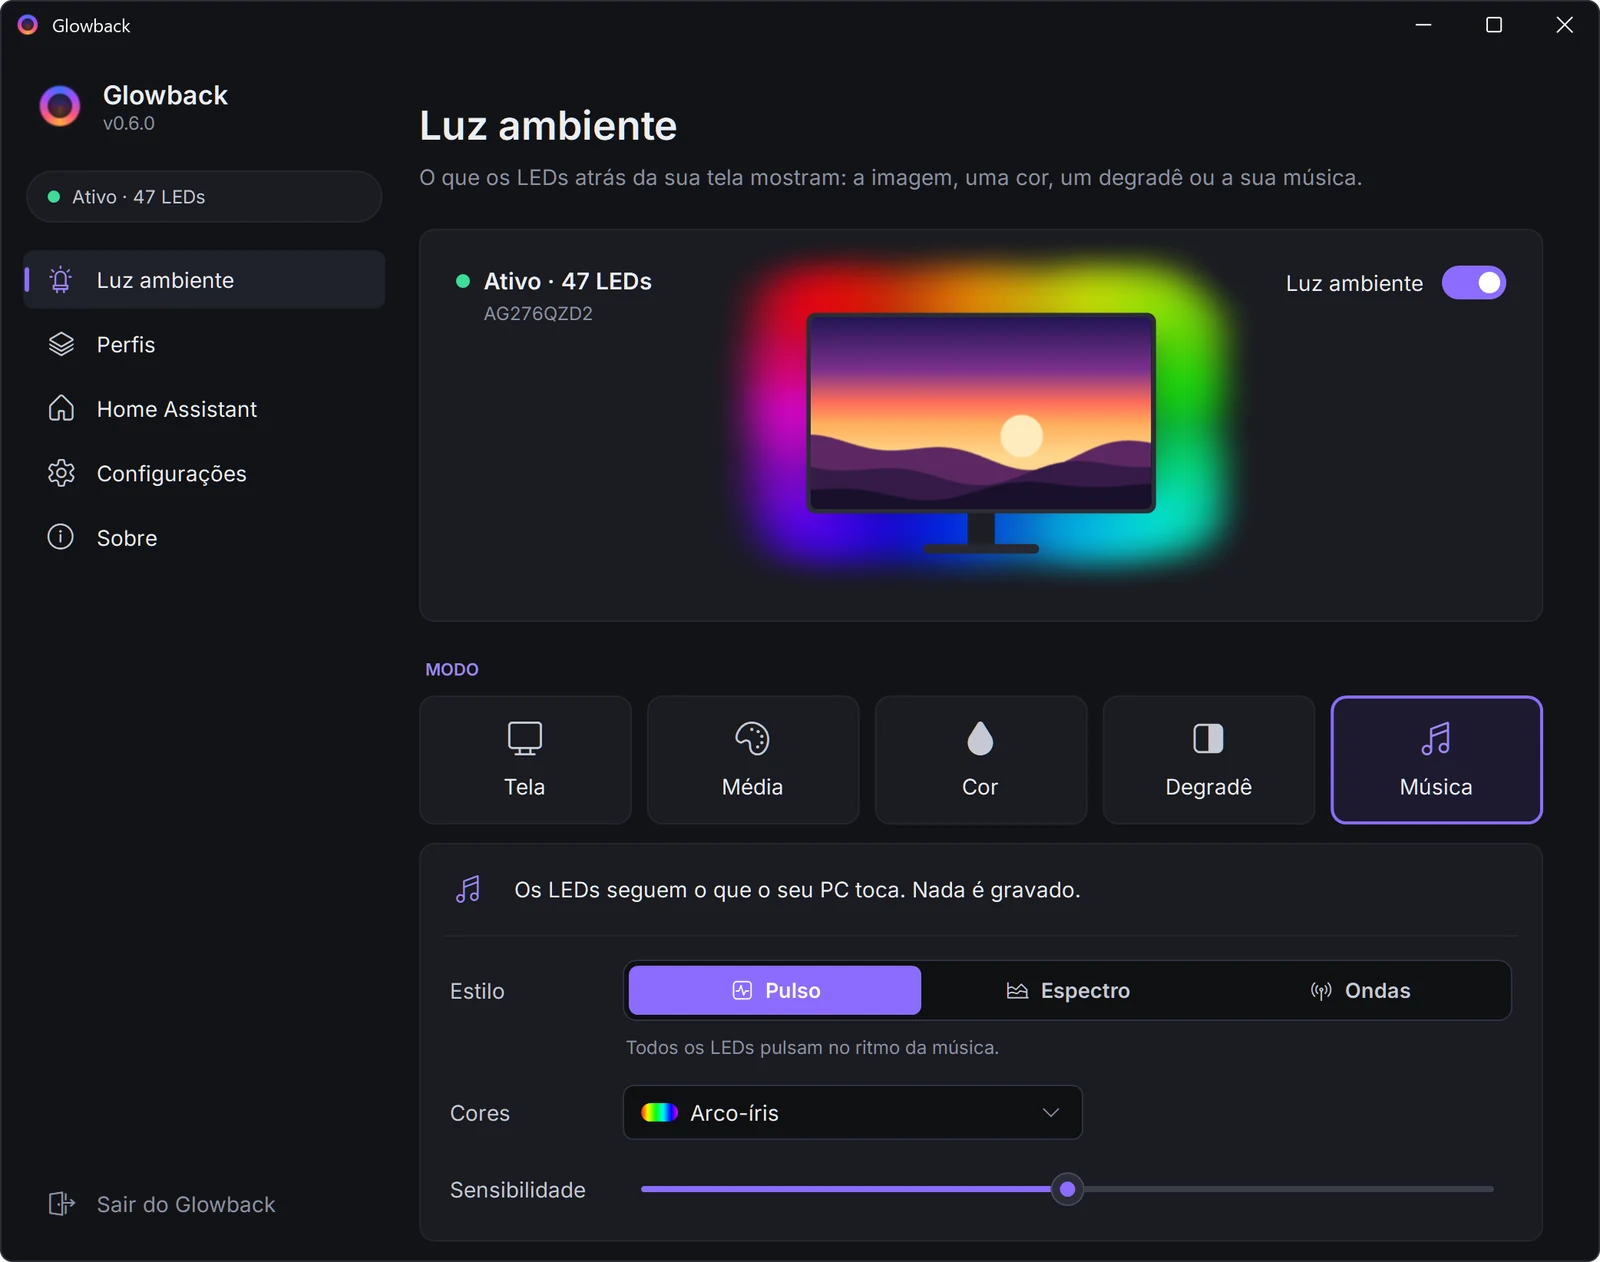 Glowback
Glowback
v0.6.0
Ativo · 47 LEDs
Luz ambiente
Perfis
Home Assistant
Configurações
Sobre
Sair do Glowback
Luz ambiente
O que os LEDs atrás da sua tela mostram: a imagem, uma cor, um degradê ou a sua música.
Ativo · 47 LEDs
AG276QZD2
Luz ambiente
MODO
Tela
Média
Cor
Degradê
Música
Os LEDs seguem o que o seu PC toca. Nada é gravado.
Estilo
Pulso
Espectro
Ondas
Todos os LEDs pulsam no ritmo da música.
Cores
Arco-íris
Sensibilidade